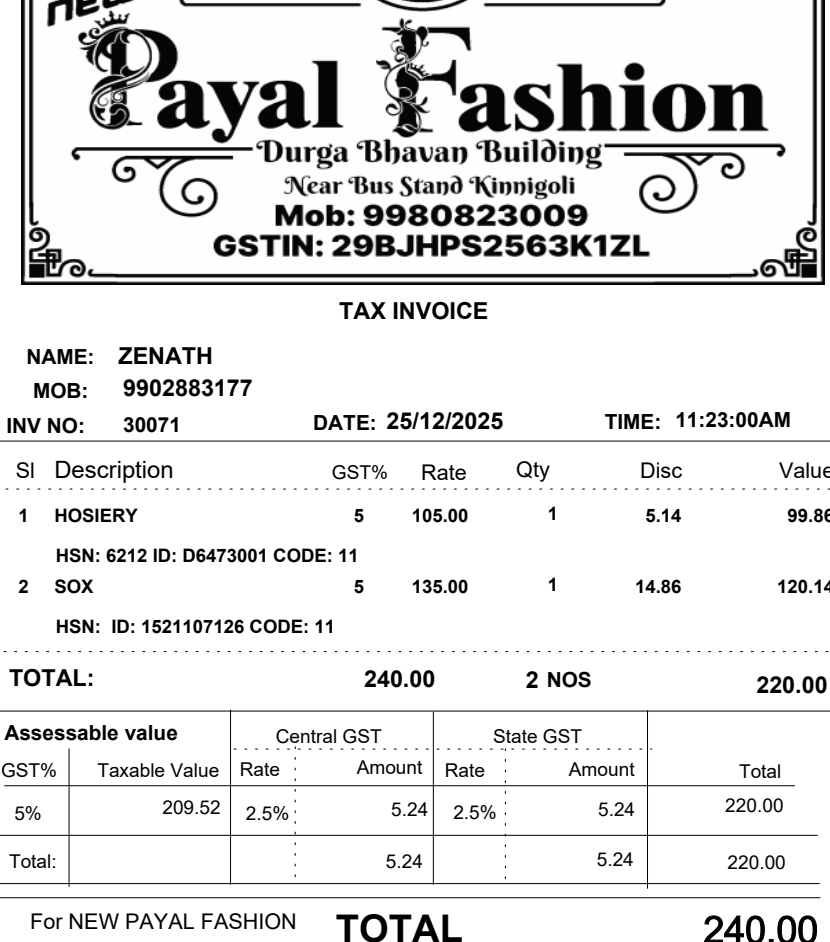 new
Payal Fashion
Durga Bhavan Building
Near Bus Stand Kinnigoli
Mob: 9980823009
GSTIN: 29BJHPS2563K1ZL
TAX INVOICE
NAME: ZENATH
MOB: 9902883177
INV NO: 30071 DATE: 25/12/2025 TIME: 11:23:00AM
Sl Description GST% Rate Qty Disc Value
1 HOSIERY 5 105.00 1 5.14 99.86
HSN: 6212 ID: D6473001 CODE: 11
2 SOX 5 135.00 1 14.86 120.14
HSN: ID: 1521107126 CODE: 11
TOTAL: 240.00 2 NOS 220.00
Assessable value Central GST State GST
GST% Taxable Value Rate Amount Rate Amount Total
5% 209.52 2.5% 5.24 2.5% 5.24 220.00
Total: 5.24 5.24 220.00
For NEW PAYAL FASHION TOTAL 240.00